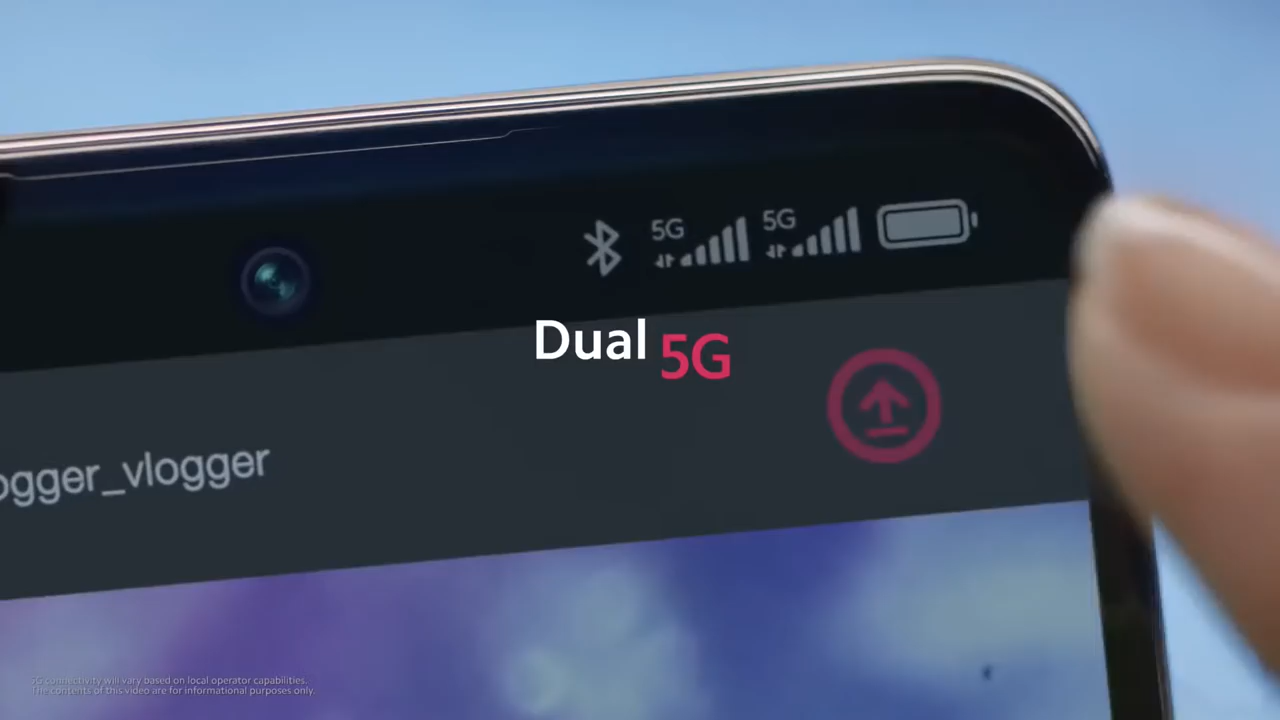 5G 5G
Dual 5G
ogger_vlogger
5G connectivity will vary based on local operator capabilities.
The contents of this video are for informational purposes only.